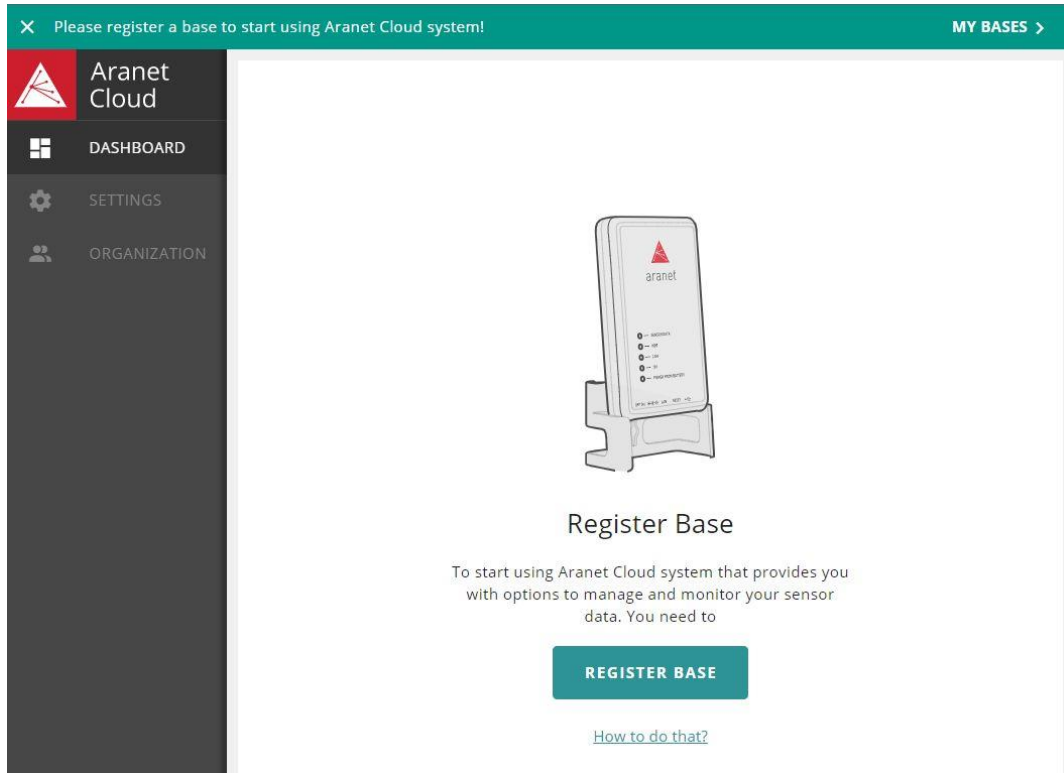 Please register a base to start using Aranet Cloud system!
MY BASES
Aranet
Cloud
DASHBOARD
SETTINGS
ORGANIZATION
aranet
Register Base
To start using Aranet Cloud system that provides you
with options to manage and monitor your sensor
data. You need to
REGISTER BASE
How to do that?